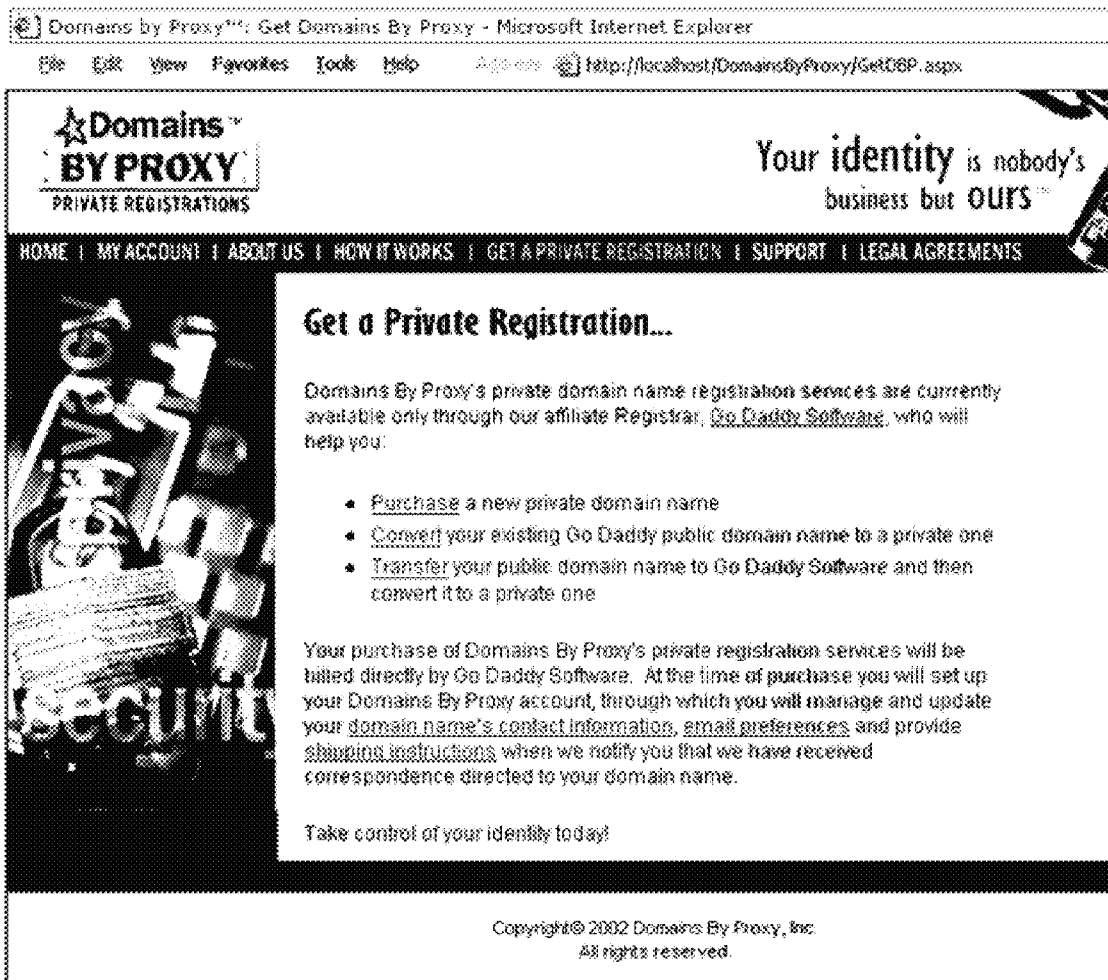 Domains by Proxy℠: Get Domains By Proxy - Microsoft Internet Explorer
File Edit View Favorites Tools Help Address http://localhost/DomainsByProxy/GetDBP.aspx
Domains
BY PROXY
PRIVATE REGISTRATIONS
Your identity is nobody's
business but ours
HOME | MY ACCOUNT | ABOUT US | HOW IT WORKS | GET A PRIVATE REGISTRATION | SUPPORT | LEGAL AGREEMENTS
privacy
security
Get a Private Registration...
Domains By Proxy's private domain name registration services are currently
available only through our affiliate Registrar, Go Daddy Software, who will
help you:
• Purchase a new private domain name
• Convert your existing Go Daddy public domain name to a private one
• Transfer your public domain name to Go Daddy Software and then
convert it to a private one
Your purchase of Domains By Proxy's private registration services will be
billed directly by Go Daddy Software. At the time of purchase you will set up
your Domains By Proxy account, through which you will manage and update
your domain name's contact information, email preferences and provide
shipping instructions when we notify you that we have received
correspondence directed to your domain name.
Take control of your identity today!
Copyright© 2002 Domains By Proxy, Inc.
All rights reserved.